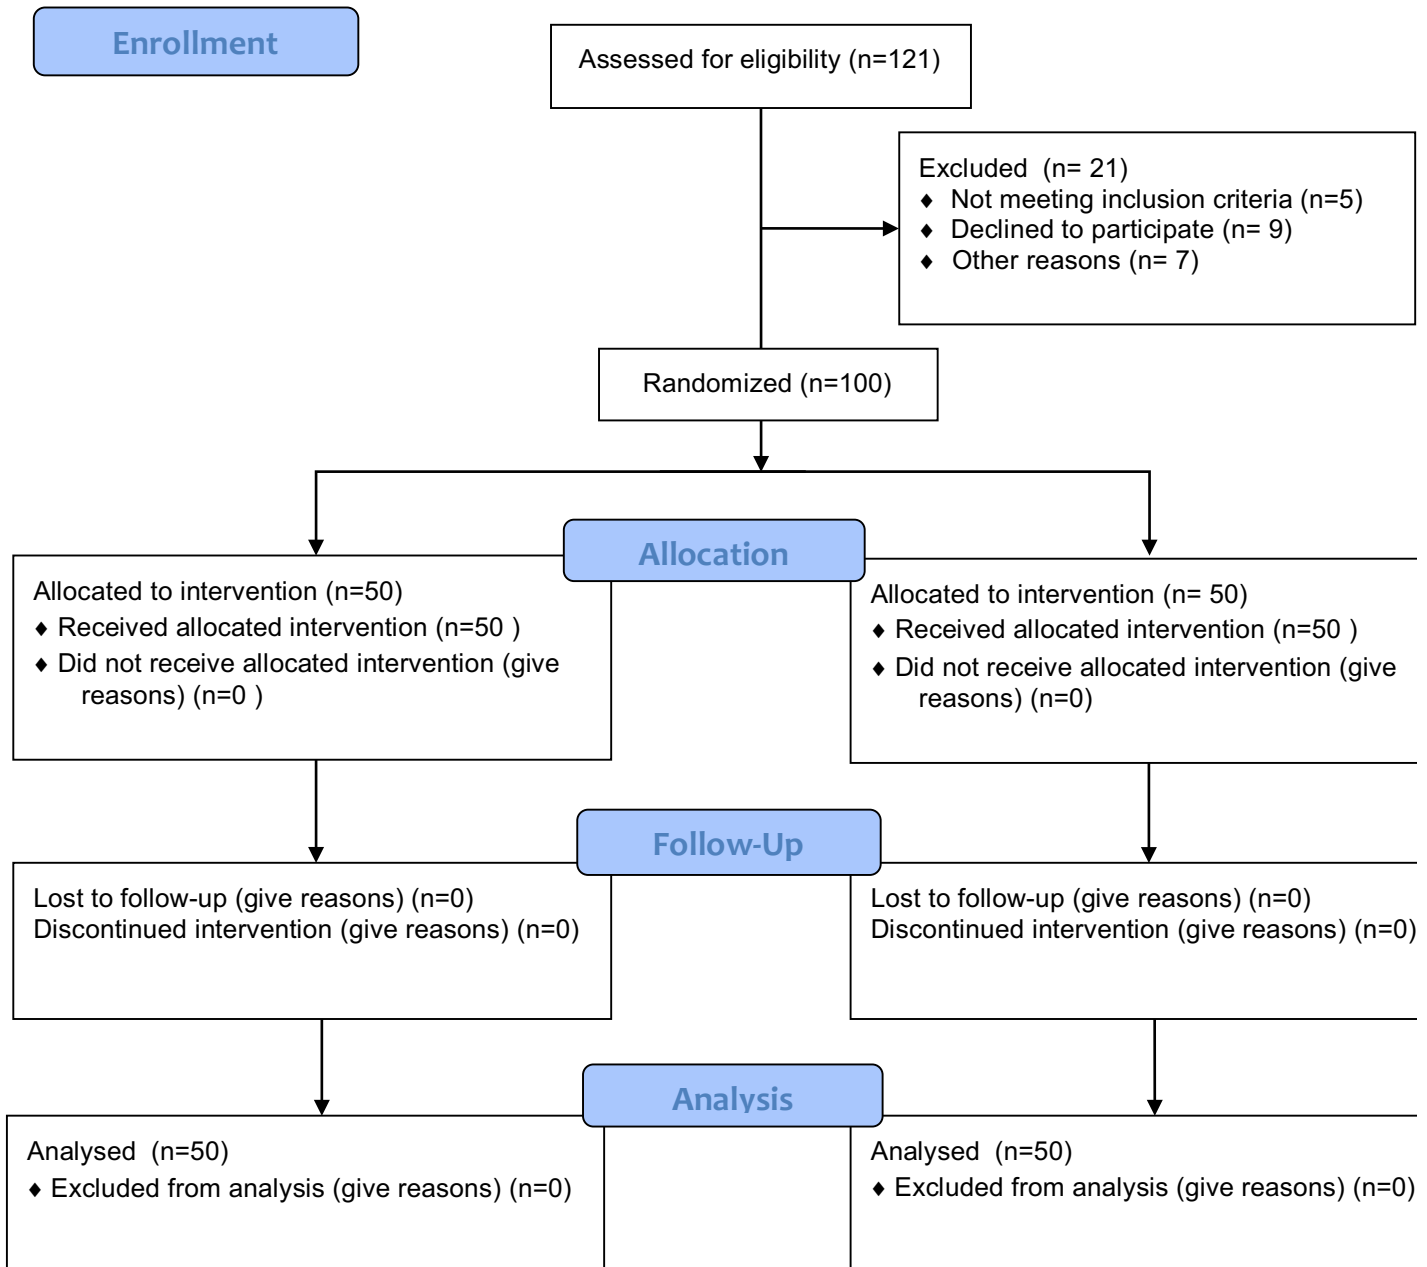 Enrollment
Assessed for eligibility (n=121)
Excluded  (n= 21)
♦ Not meeting inclusion criteria (n=5)
♦ Declined to participate (n= 9)
♦ Other reasons (n= 7)
Randomized (n=100)
Allocation
Allocated to intervention (n=50)
♦ Received allocated intervention (n=50 )
♦ Did not receive allocated intervention (give
reasons) (n=0 )
Allocated to intervention (n= 50)
♦ Received allocated intervention (n=50 )
♦ Did not receive allocated intervention (give
reasons) (n=0)
Follow-Up
Lost to follow-up (give reasons) (n=0)
Discontinued intervention (give reasons) (n=0)
Lost to follow-up (give reasons) (n=0)
Discontinued intervention (give reasons) (n=0)
Analysis
Analysed  (n=50)
♦ Excluded from analysis (give reasons) (n=0)
Analysed  (n=50)
♦ Excluded from analysis (give reasons) (n=0)